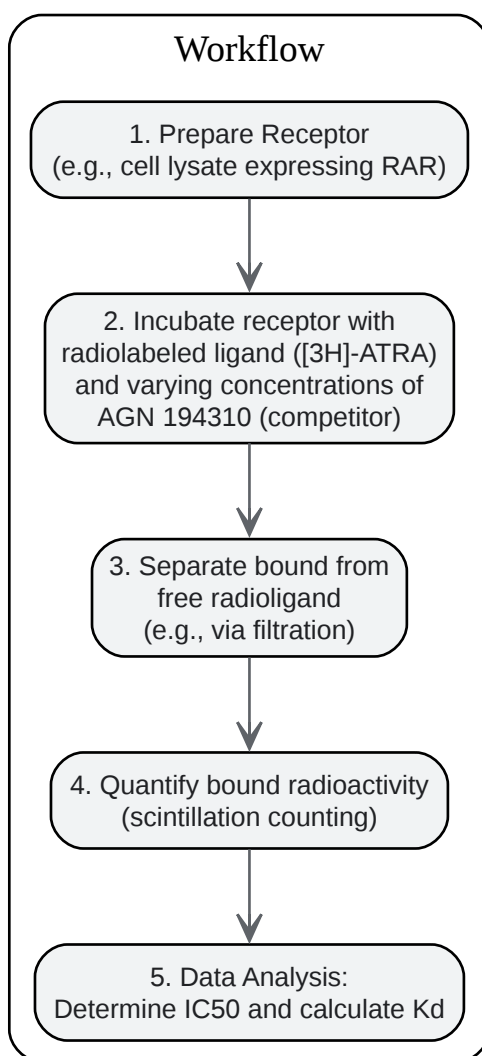 Workflow
1. Prepare Receptor
(e.g., cell lysate expressing RAR)
2. Incubate receptor with
radiolabeled ligand ([3H]-ATRA)
and varying concentrations of
AGN 194310 (competitor)
3. Separate bound from
free radioligand
(e.g., via filtration)
4. Quantify bound radioactivity
(scintillation counting)
5. Data Analysis:
Determine IC50 and calculate Kd